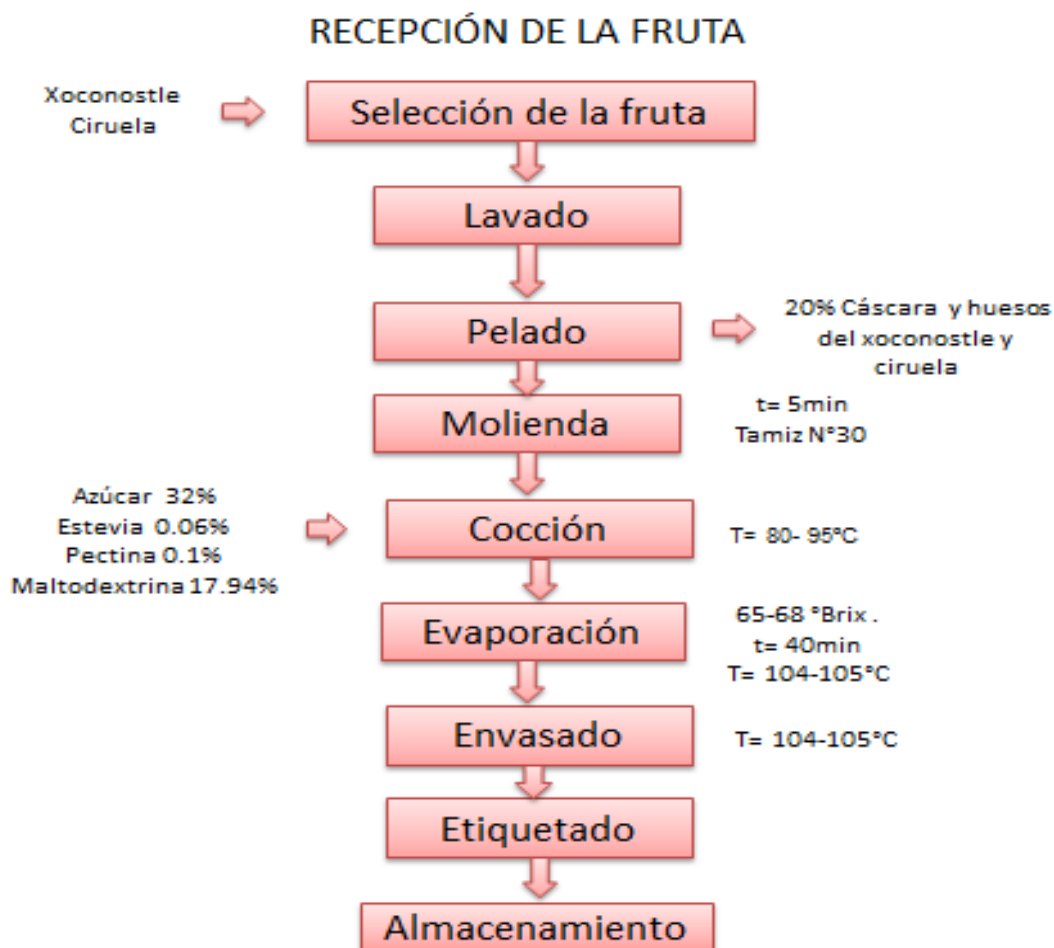 RECEPCIÓN DE LA FRUTA
Xoconostle
Ciruela
Selección de la fruta
Lavado
Pelado
20% Cáscara y huesos
del xoconostle y
ciruela
Molienda
t= 5min
Tamiz N°30
Azúcar 32%
Estevia 0.06%
Pectina 0.1%
Maltodextrina 17.94%
Cocción
T= 80- 95°C
Evaporación
65-68 °Brix .
t= 40min
T= 104-105°C
Envasado
T= 104-105°C
Etiquetado
Almacenamiento